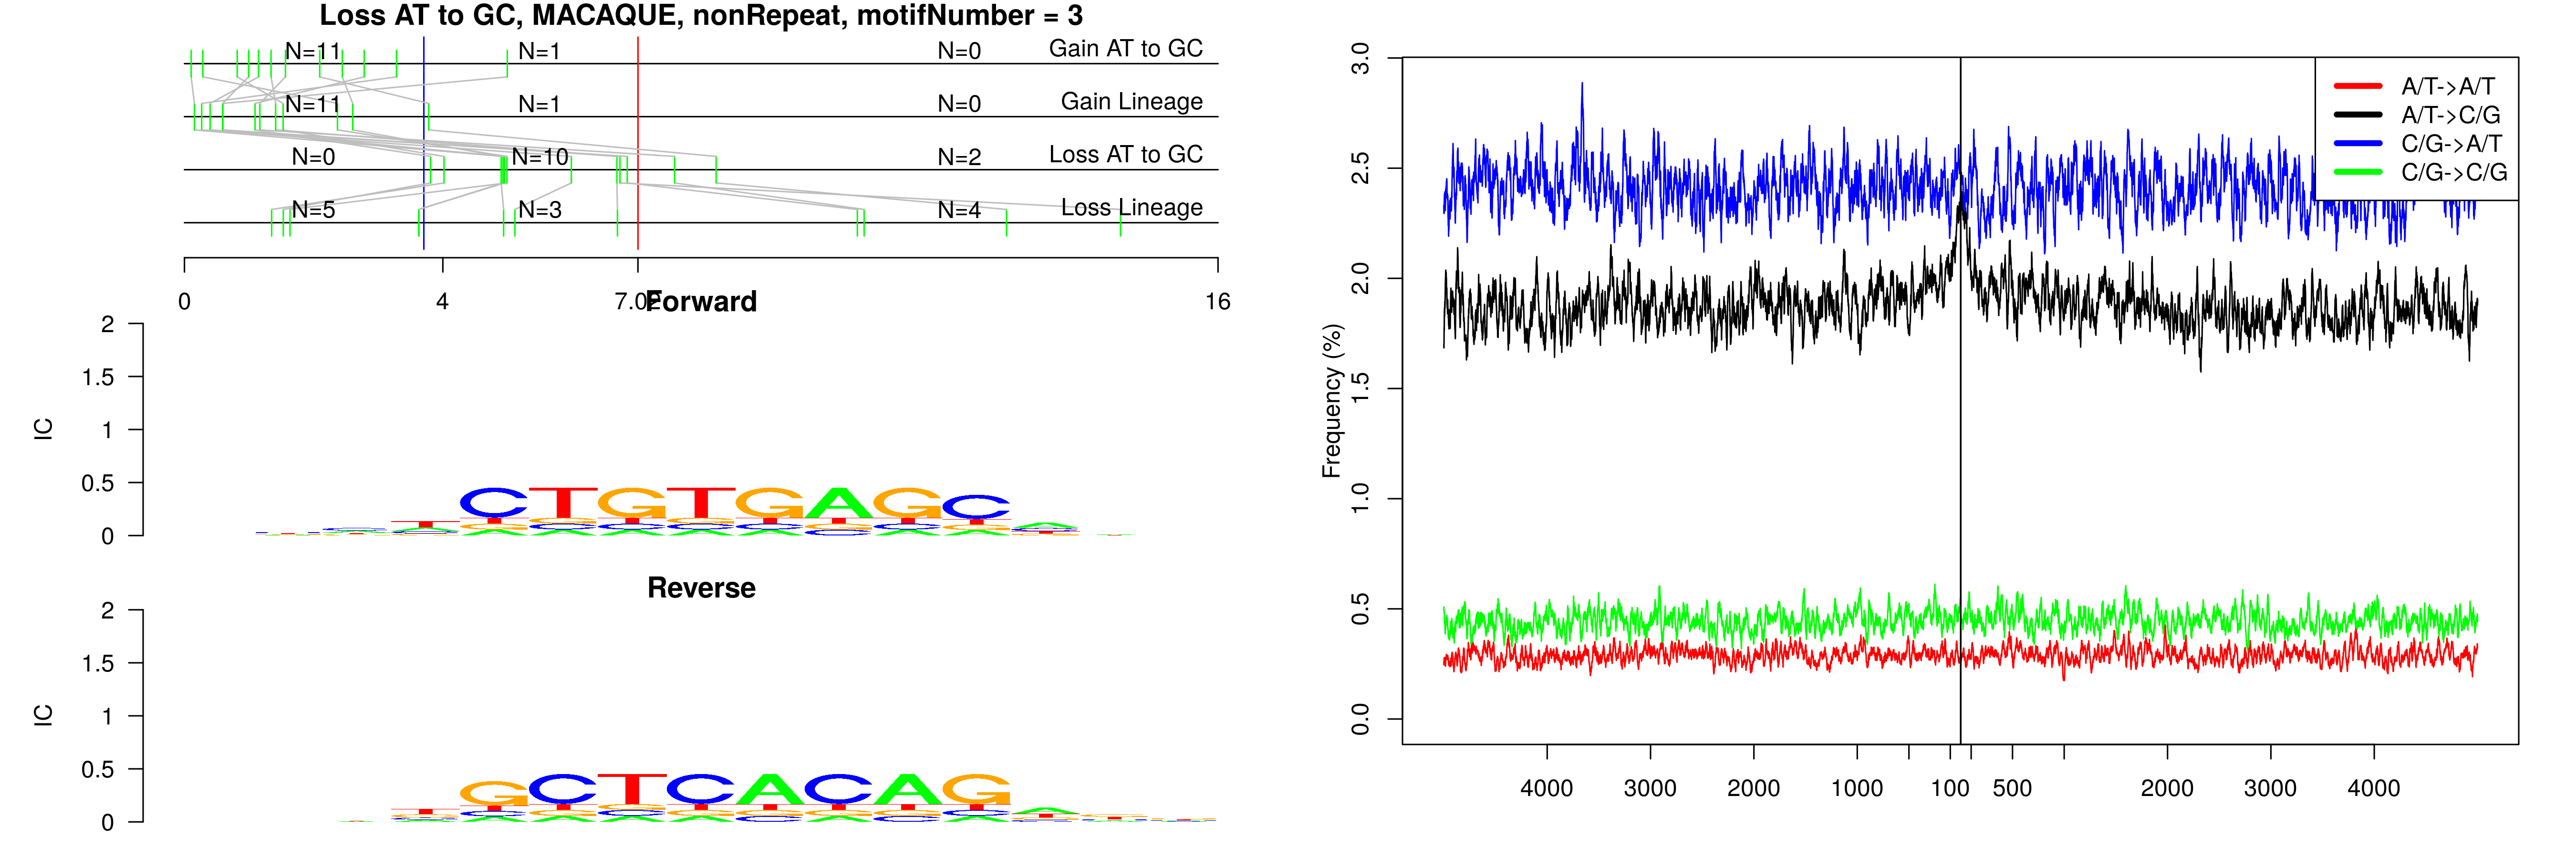 Loss AT to GC, MACAQUE, nonRepeat, motifNumber = 3
N=11 N=1 N=0 Gain AT to GC
N=11 N=1 N=0 Gain Lineage
N=0 N=10 N=2 Loss AT to GC
N=5 N=3 N=4 Loss Lineage
0 4 7.02 16
Forward
IC
2
1.5
1
0.5
0
CTGTGAGC
Reverse
IC
2
1.5
1
0.5
0
GCTCACAG
Frequency (%)
3.0
2.5
2.0
1.5
1.0
0.5
0.0
A/T->A/T
A/T->C/G
C/G->A/T
C/G->C/G
4000 3000 2000 1000 100 500 2000 3000 4000